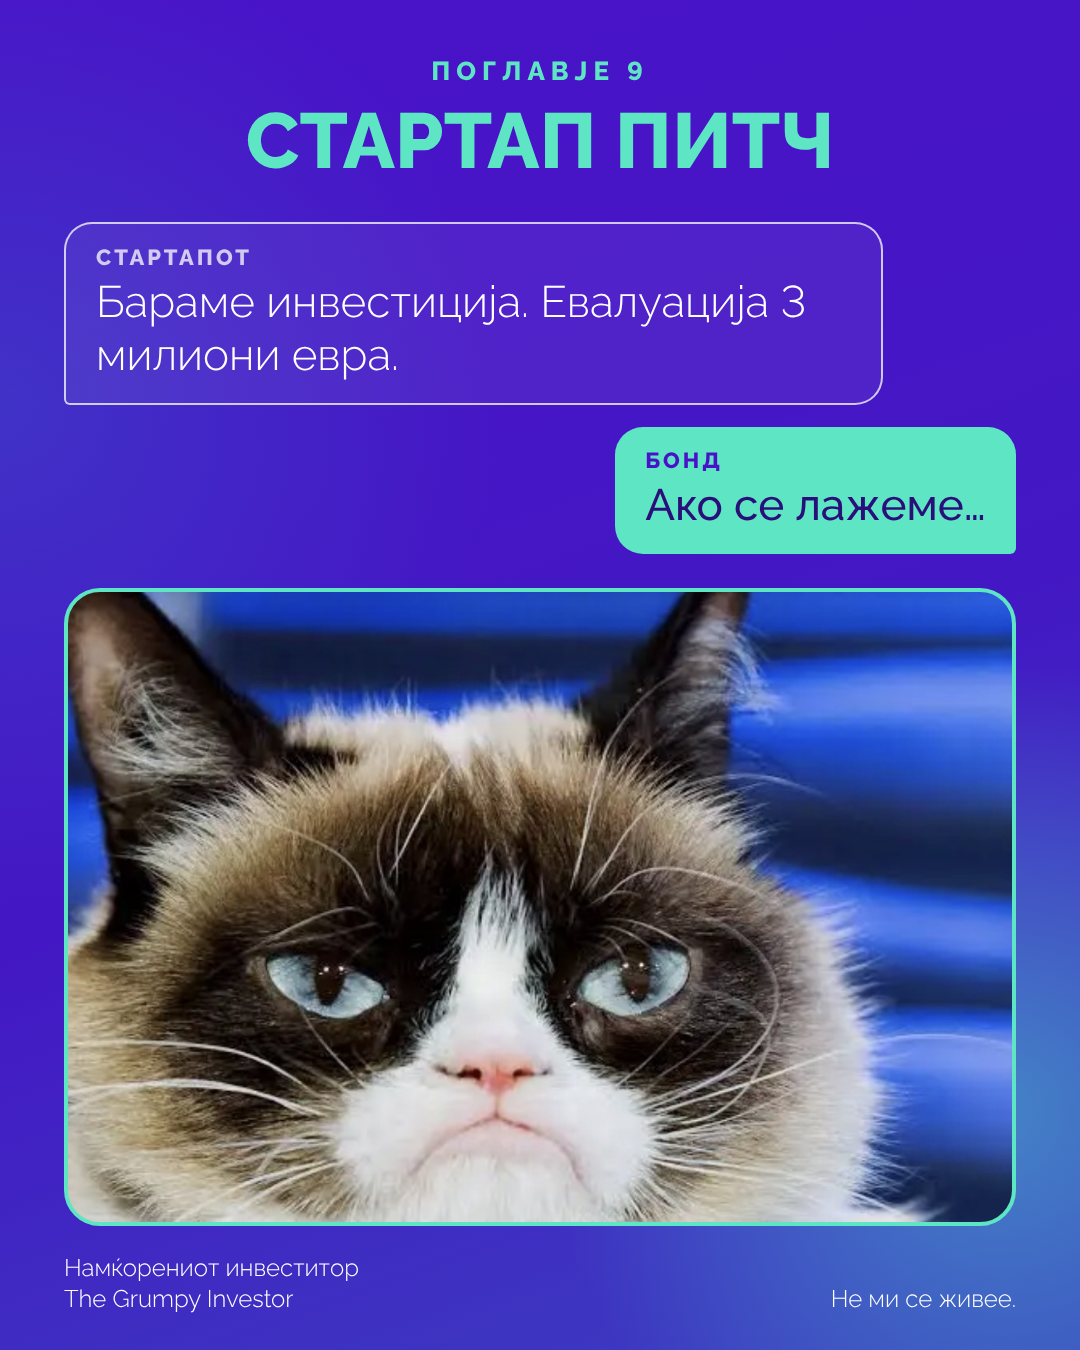 ПОГЛАВЈЕ 9
СТАРТАП ПИТЧ
СТАРТАПОТ
Бараме инвестиција. Евалуација 3
милиони евра.
БОНД
Ако се лажеме...
Намќорениот инвеститор
The Grumpy Investor
Не ми се живее.